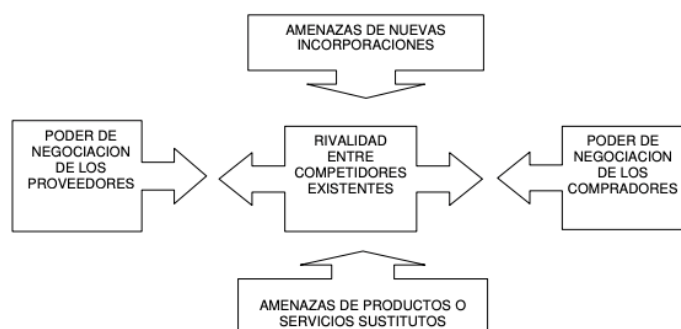 AMENAZAS DE NUEVAS
INCORPORACIONES
PODER DE
NEGOCIACION
DE LOS
PROVEEDORES
RIVALIDAD
ENTRE
COMPETIDORES
EXISTENTES
PODER DE
NEGOCIACION
DE LOS
COMPRADORES
AMENAZAS DE PRODUCTOS O
SERVICIOS SUSTITUTOS